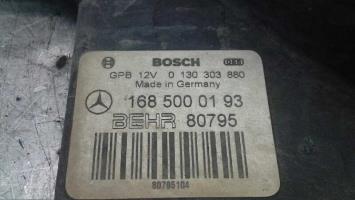 BOSCH
GPB 12V 0 130 303 880
Made in Germany
168 500 01 93
BEHR 80795
80795104